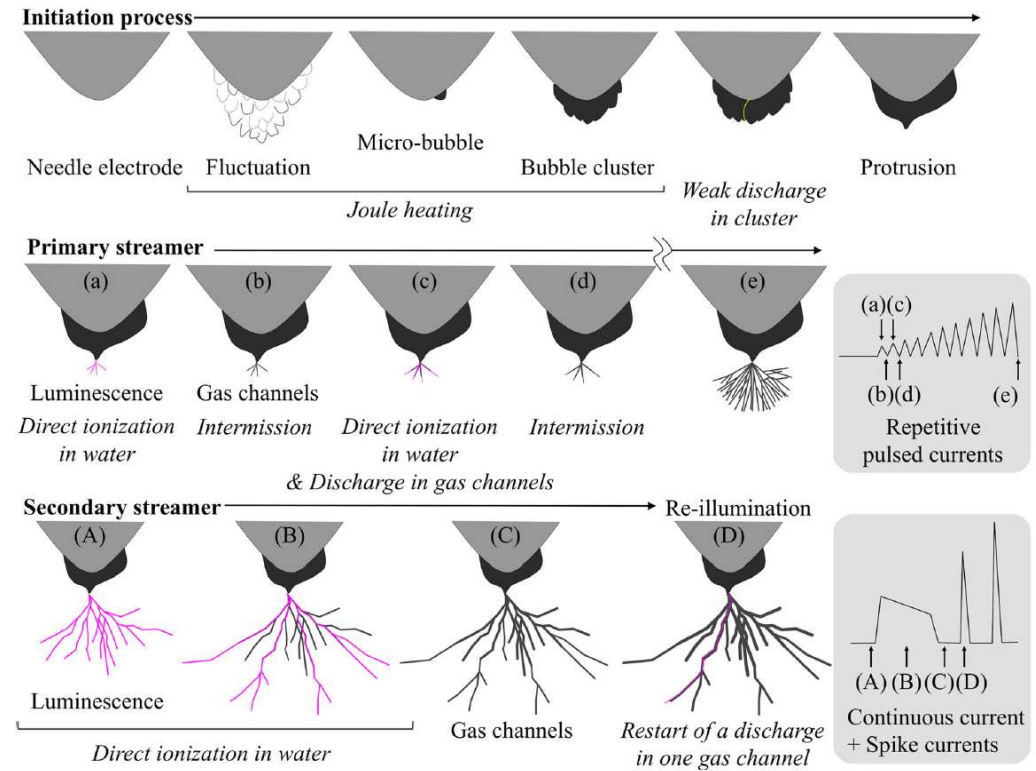 Initiation process
Needle electrode
Fluctuation
Micro-bubble
Bubble cluster
Weak discharge
in cluster
Protrusion
Joule heating
Primary streamer
(a)
(b)
(c)
(d)
(e)
Luminescence
Gas channels
Direct ionization
in water
Intermission
Direct ionization
in water
& Discharge in gas channels
Intermission
(a)(c)
(b)(d)
(e)
Repetitive
pulsed currents
Secondary streamer
Re-illumination
(A)
(B)
(C)
(D)
Luminescence
Direct ionization in water
Gas channels
Restart of a discharge
in one gas channel
(A) (B) (C) (D)
Continuous current
+ Spike currents